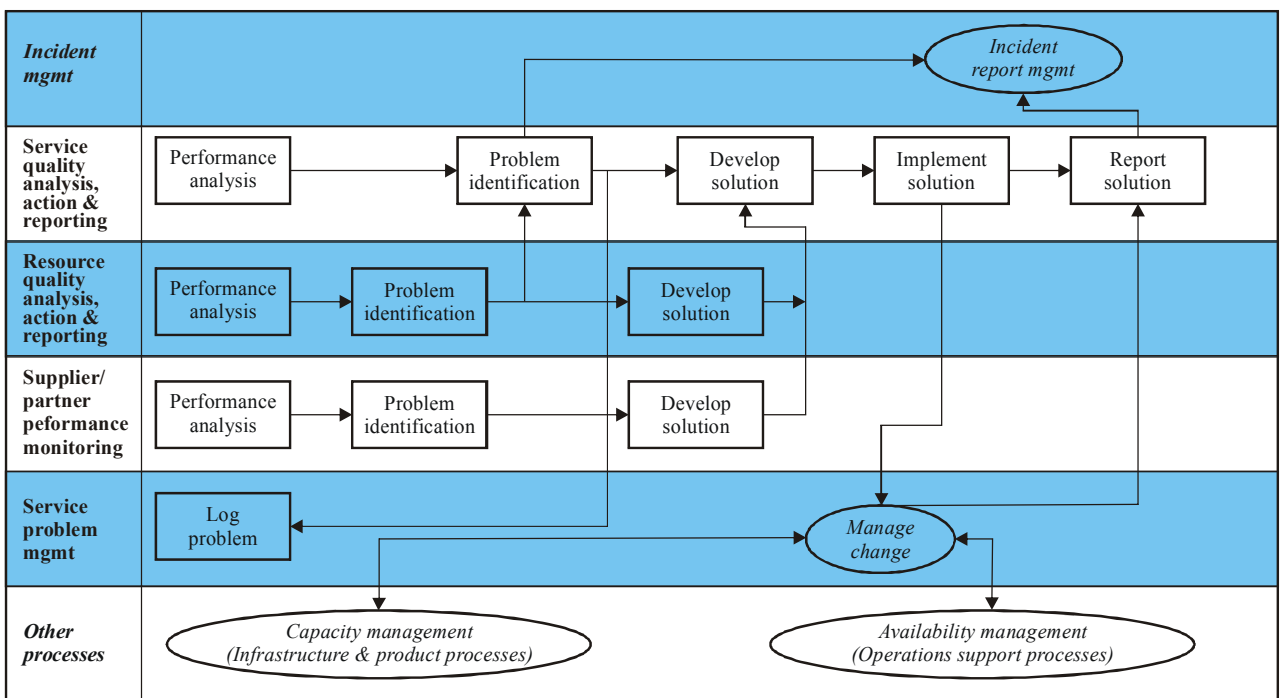 Incident
mgmt
Incident
report mgmt
Service
quality
analysis,
action &
reporting
Performance
analysis
Problem
identification
Develop
solution
Implement
solution
Report
solution
Resource
quality
analysis,
action &
reporting
Performance
analysis
Problem
identification
Develop
solution
Supplier/
partner
peformance
monitoring
Performance
analysis
Problem
identification
Develop
solution
Service
problem
mgmt
Log
problem
Manage
change
Other
processes
Capacity management
(Infrastructure & product processes)
Availability management
(Operations support processes)